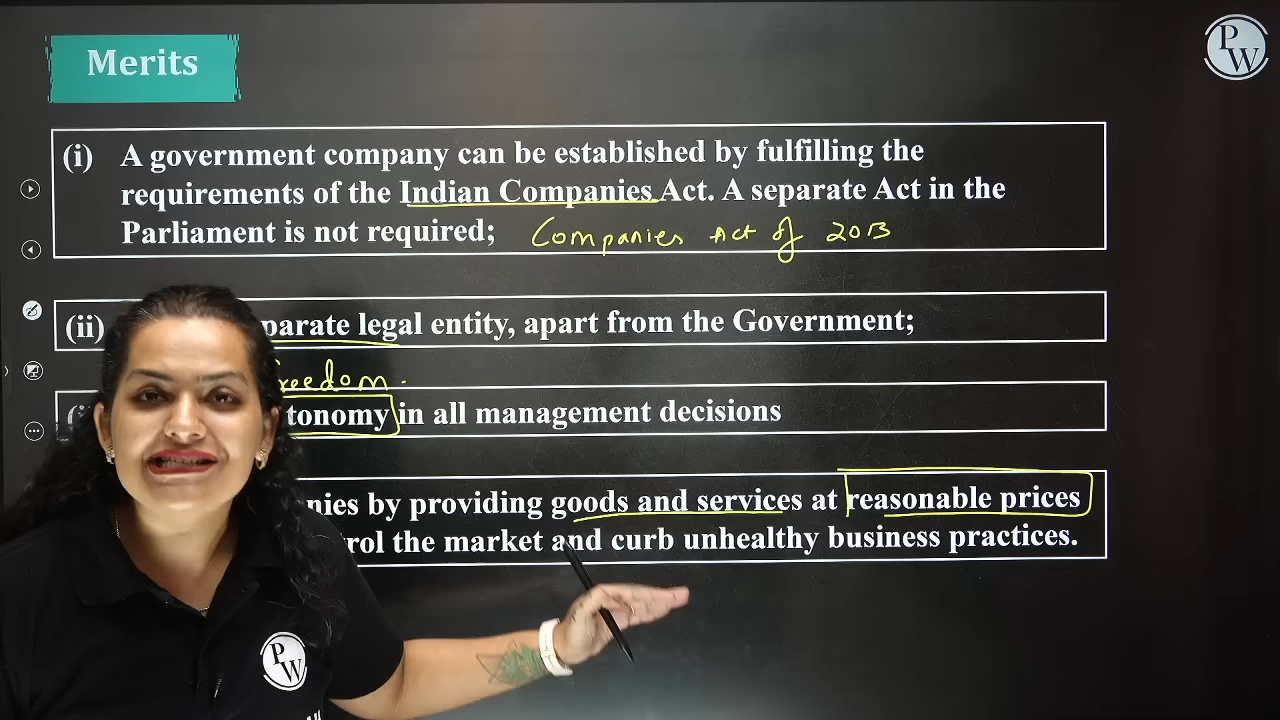 Merits
PW
(i) A government company can be established by fulfilling the
requirements of the Indian Companies Act. A separate Act in the
Parliament is not required; Companies Act of 2013
(ii) parate legal entity, apart from the Government;
reedom.
tonomy in all management decisions
nies by providing goods and services at reasonable prices
rol the market and curb unhealthy business practices.
PW